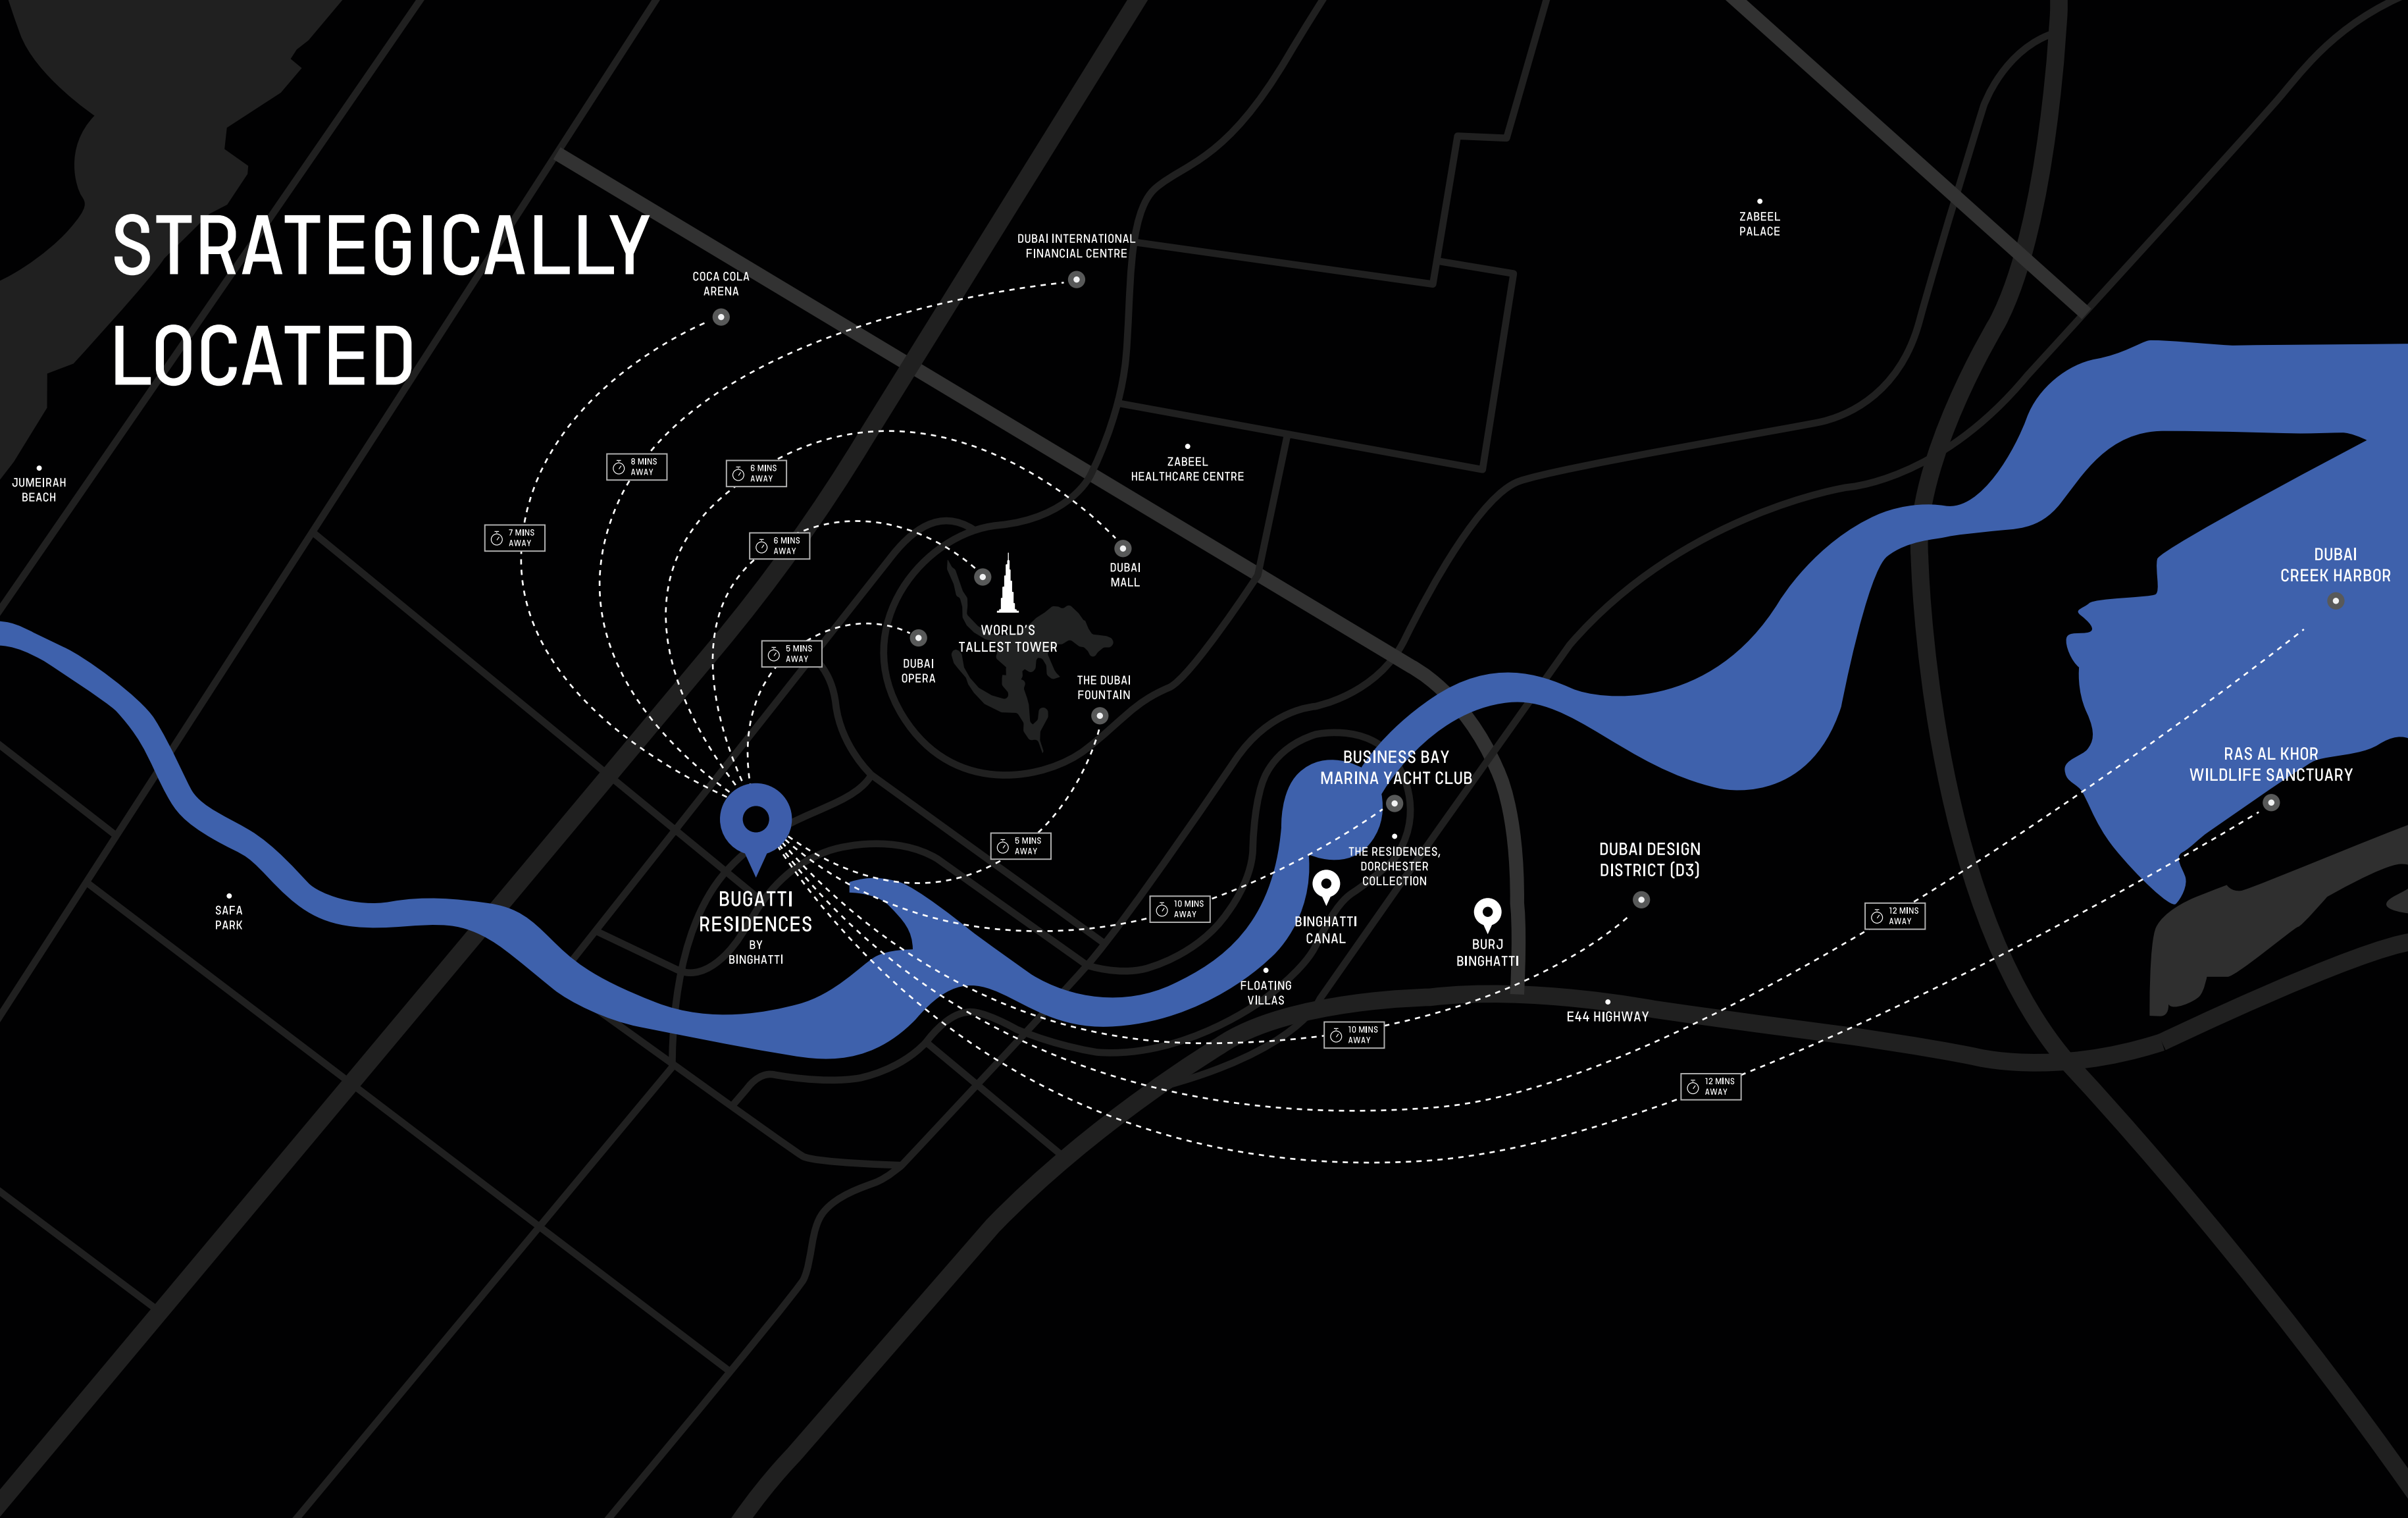 STRATEGICALLY
LOCATED
ZABEEL
PALACE
DUBAI INTERNATIONAL
FINANCIAL CENTRE
COCA COLA
ARENA
JUMEIRAH
BEACH
8 MINS
AWAY
6 MINS
AWAY
ZABEEL
HEALTHCARE CENTRE
7 MINS
AWAY
6 MINS
AWAY
DUBAI
MALL
DUBAI
CREEK HARBOR
WORLD'S
TALLEST TOWER
5 MINS
AWAY
DUBAI
OPERA
THE DUBAI
FOUNTAIN
BUSINESS BAY
MARINA YACHT CLUB
RAS AL KHOR
WILDLIFE SANCTUARY
5 MINS
AWAY
THE RESIDENCES,
DORCHESTER
COLLECTION
DUBAI DESIGN
DISTRICT (D3)
BUGATTI
RESIDENCES
BY
BINGHATTI
SAFA
PARK
10 MINS
AWAY
BINGHATTI
CANAL
BURJ
BINGHATTI
12 MINS
AWAY
FLOATING
VILLAS
E44 HIGHWAY
10 MINS
AWAY
12 MINS
AWAY